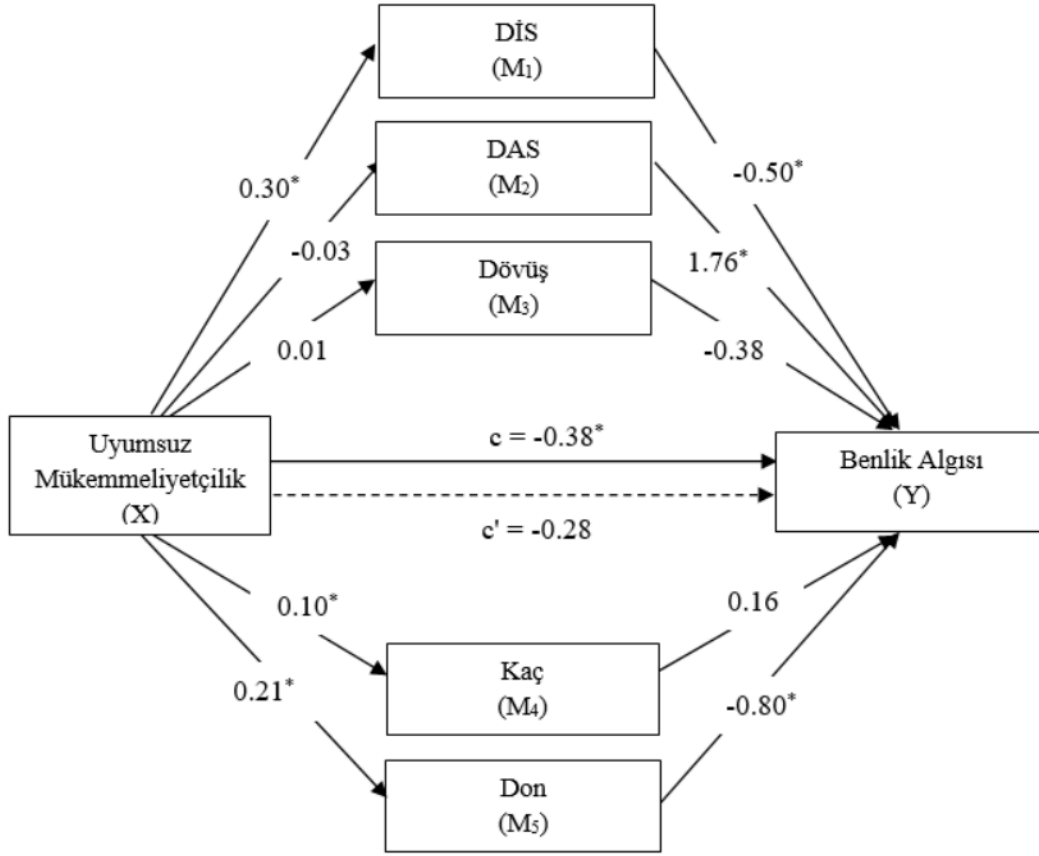 DİS
(M₁)
DAS
(M₂)
Dövüş
(M₃)
0.30*
-0.03
0.01
-0.50*
1.76*
-0.38
Uyumsuz
Mükemmeliyetçilik
(X)
c = -0.38*
c' = -0.28
Benlik Algısı
(Y)
0.10*
0.21*
0.16
-0.80*
Kaç
(M₄)
Don
(M₅)